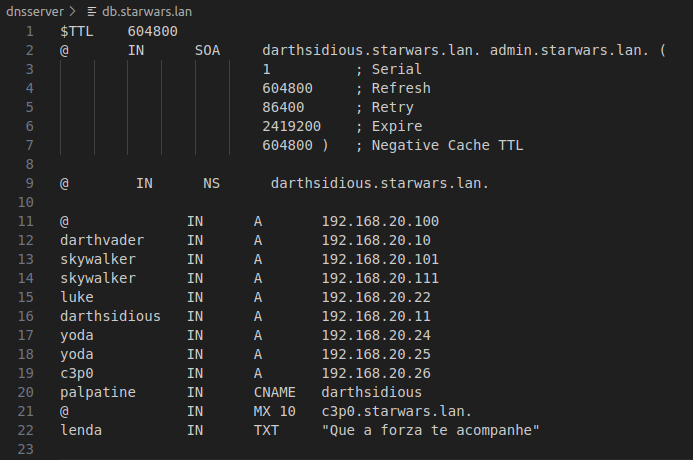 dnsserver > db.starwars.lan
1 $TTL 604800
2 @ IN SOA darthsidious.starwars.lan. admin.starwars.lan. (
3 1 ; Serial
4 604800 ; Refresh
5 86400 ; Retry
6 2419200 ; Expire
7 604800 ) ; Negative Cache TTL
8
9 @ IN NS darthsidious.starwars.lan.
10
11 @ IN A 192.168.20.100
12 darthvader IN A 192.168.20.10
13 skywalker IN A 192.168.20.101
14 skywalker IN A 192.168.20.111
15 luke IN A 192.168.20.22
16 darthsidious IN A 192.168.20.11
17 yoda IN A 192.168.20.24
18 yoda IN A 192.168.20.25
19 c3p0 IN A 192.168.20.26
20 palpatine IN CNAME darthsidious
21 @ IN MX 10 c3p0.starwars.lan.
22 lenda IN TXT "Que a forza te acompanhe"
23